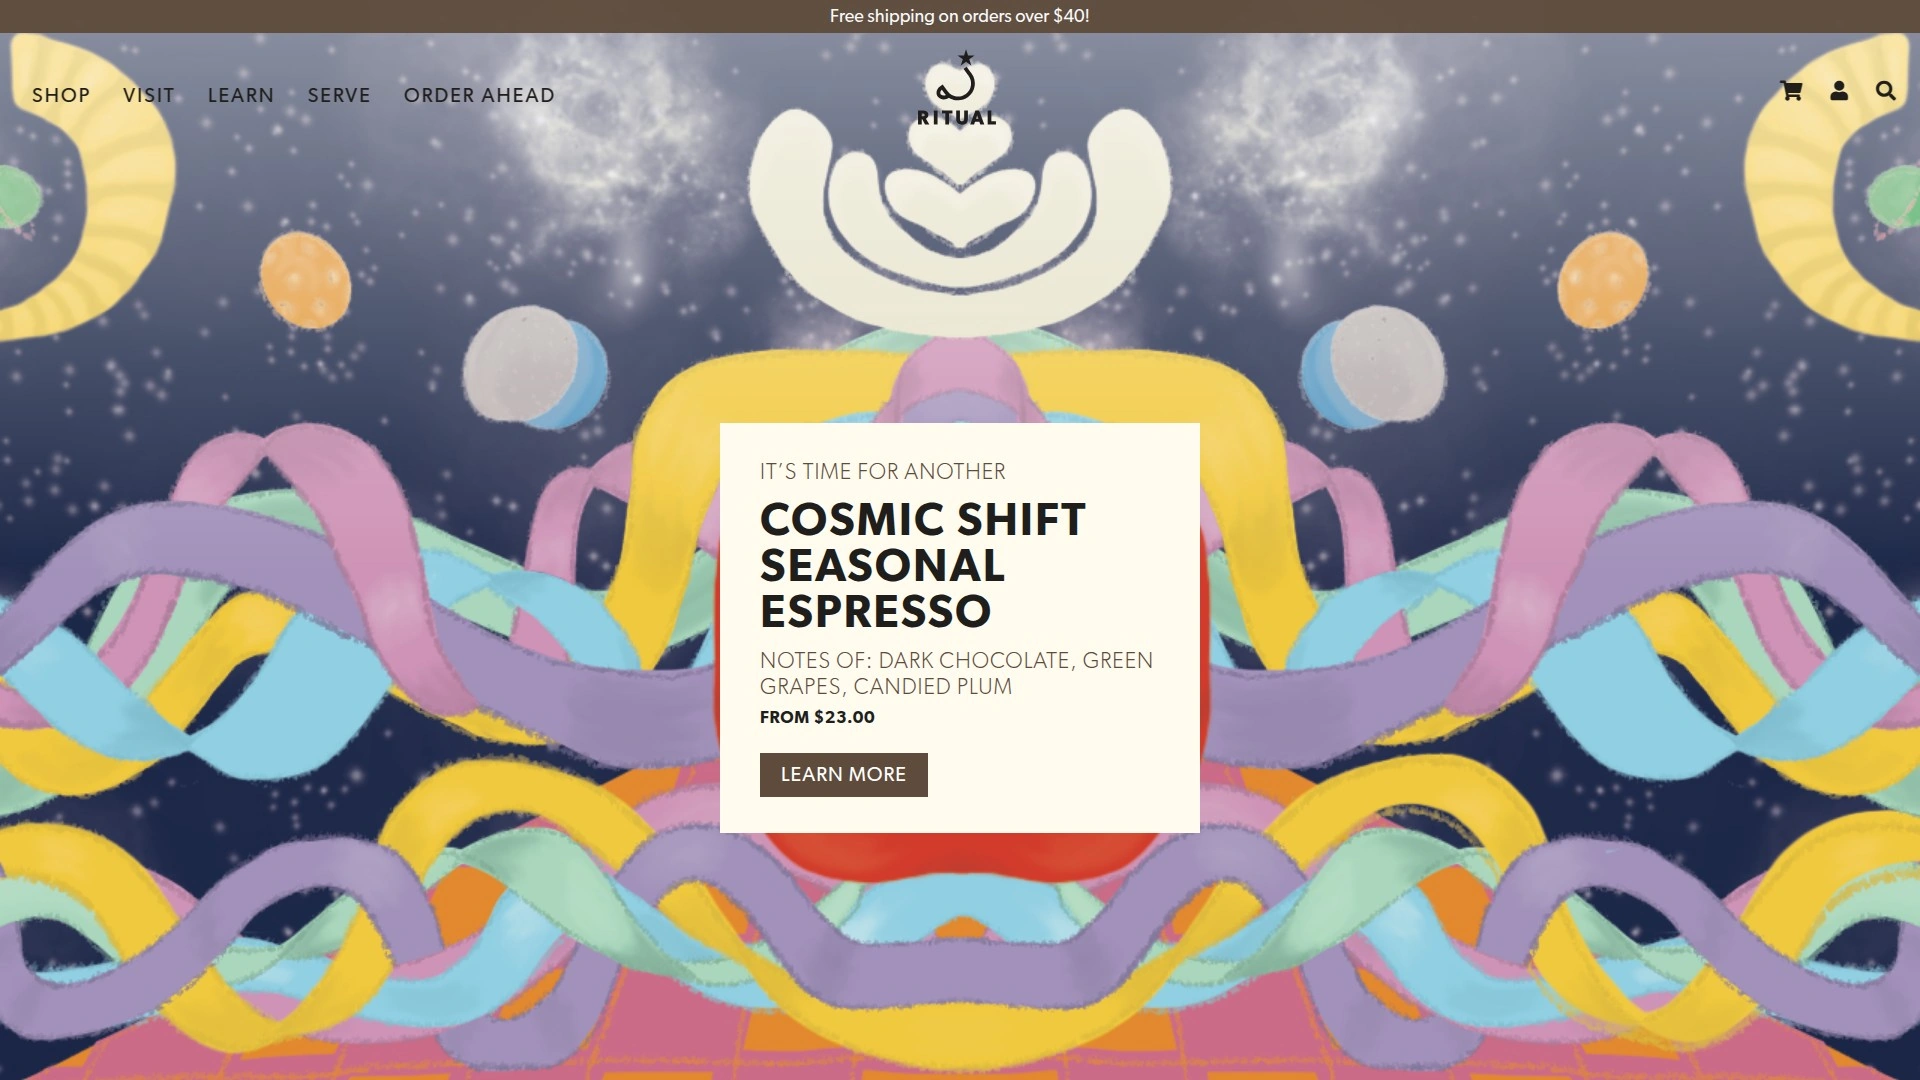 Free shipping on orders over $40!
SHOP VISIT LEARN SERVE ORDER AHEAD
RITUAL
IT’S TIME FOR ANOTHER
COSMIC SHIFT
SEASONAL
ESPRESSO
NOTES OF: DARK CHOCOLATE, GREEN
GRAPES, CANDIED PLUM
FROM $23.00
LEARN MORE